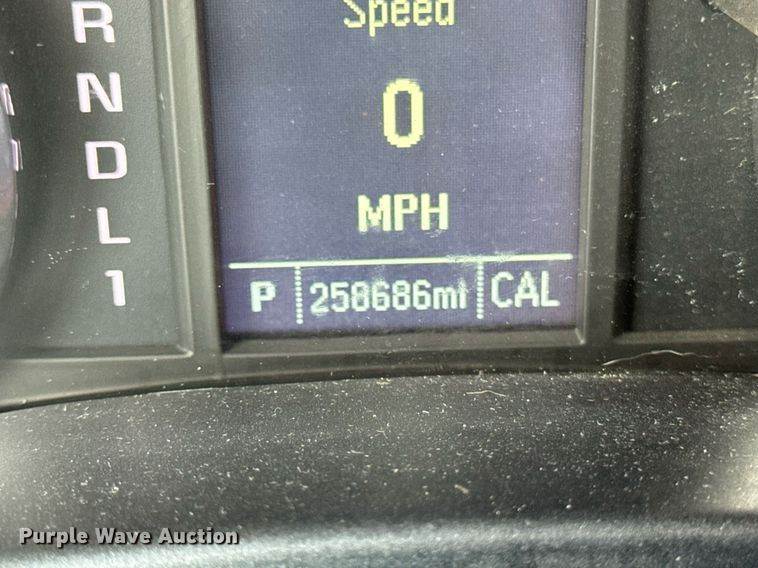 R
N
D
L
1
Speed
0
MPH
P 258686mi CAL
Purple Wave Auction